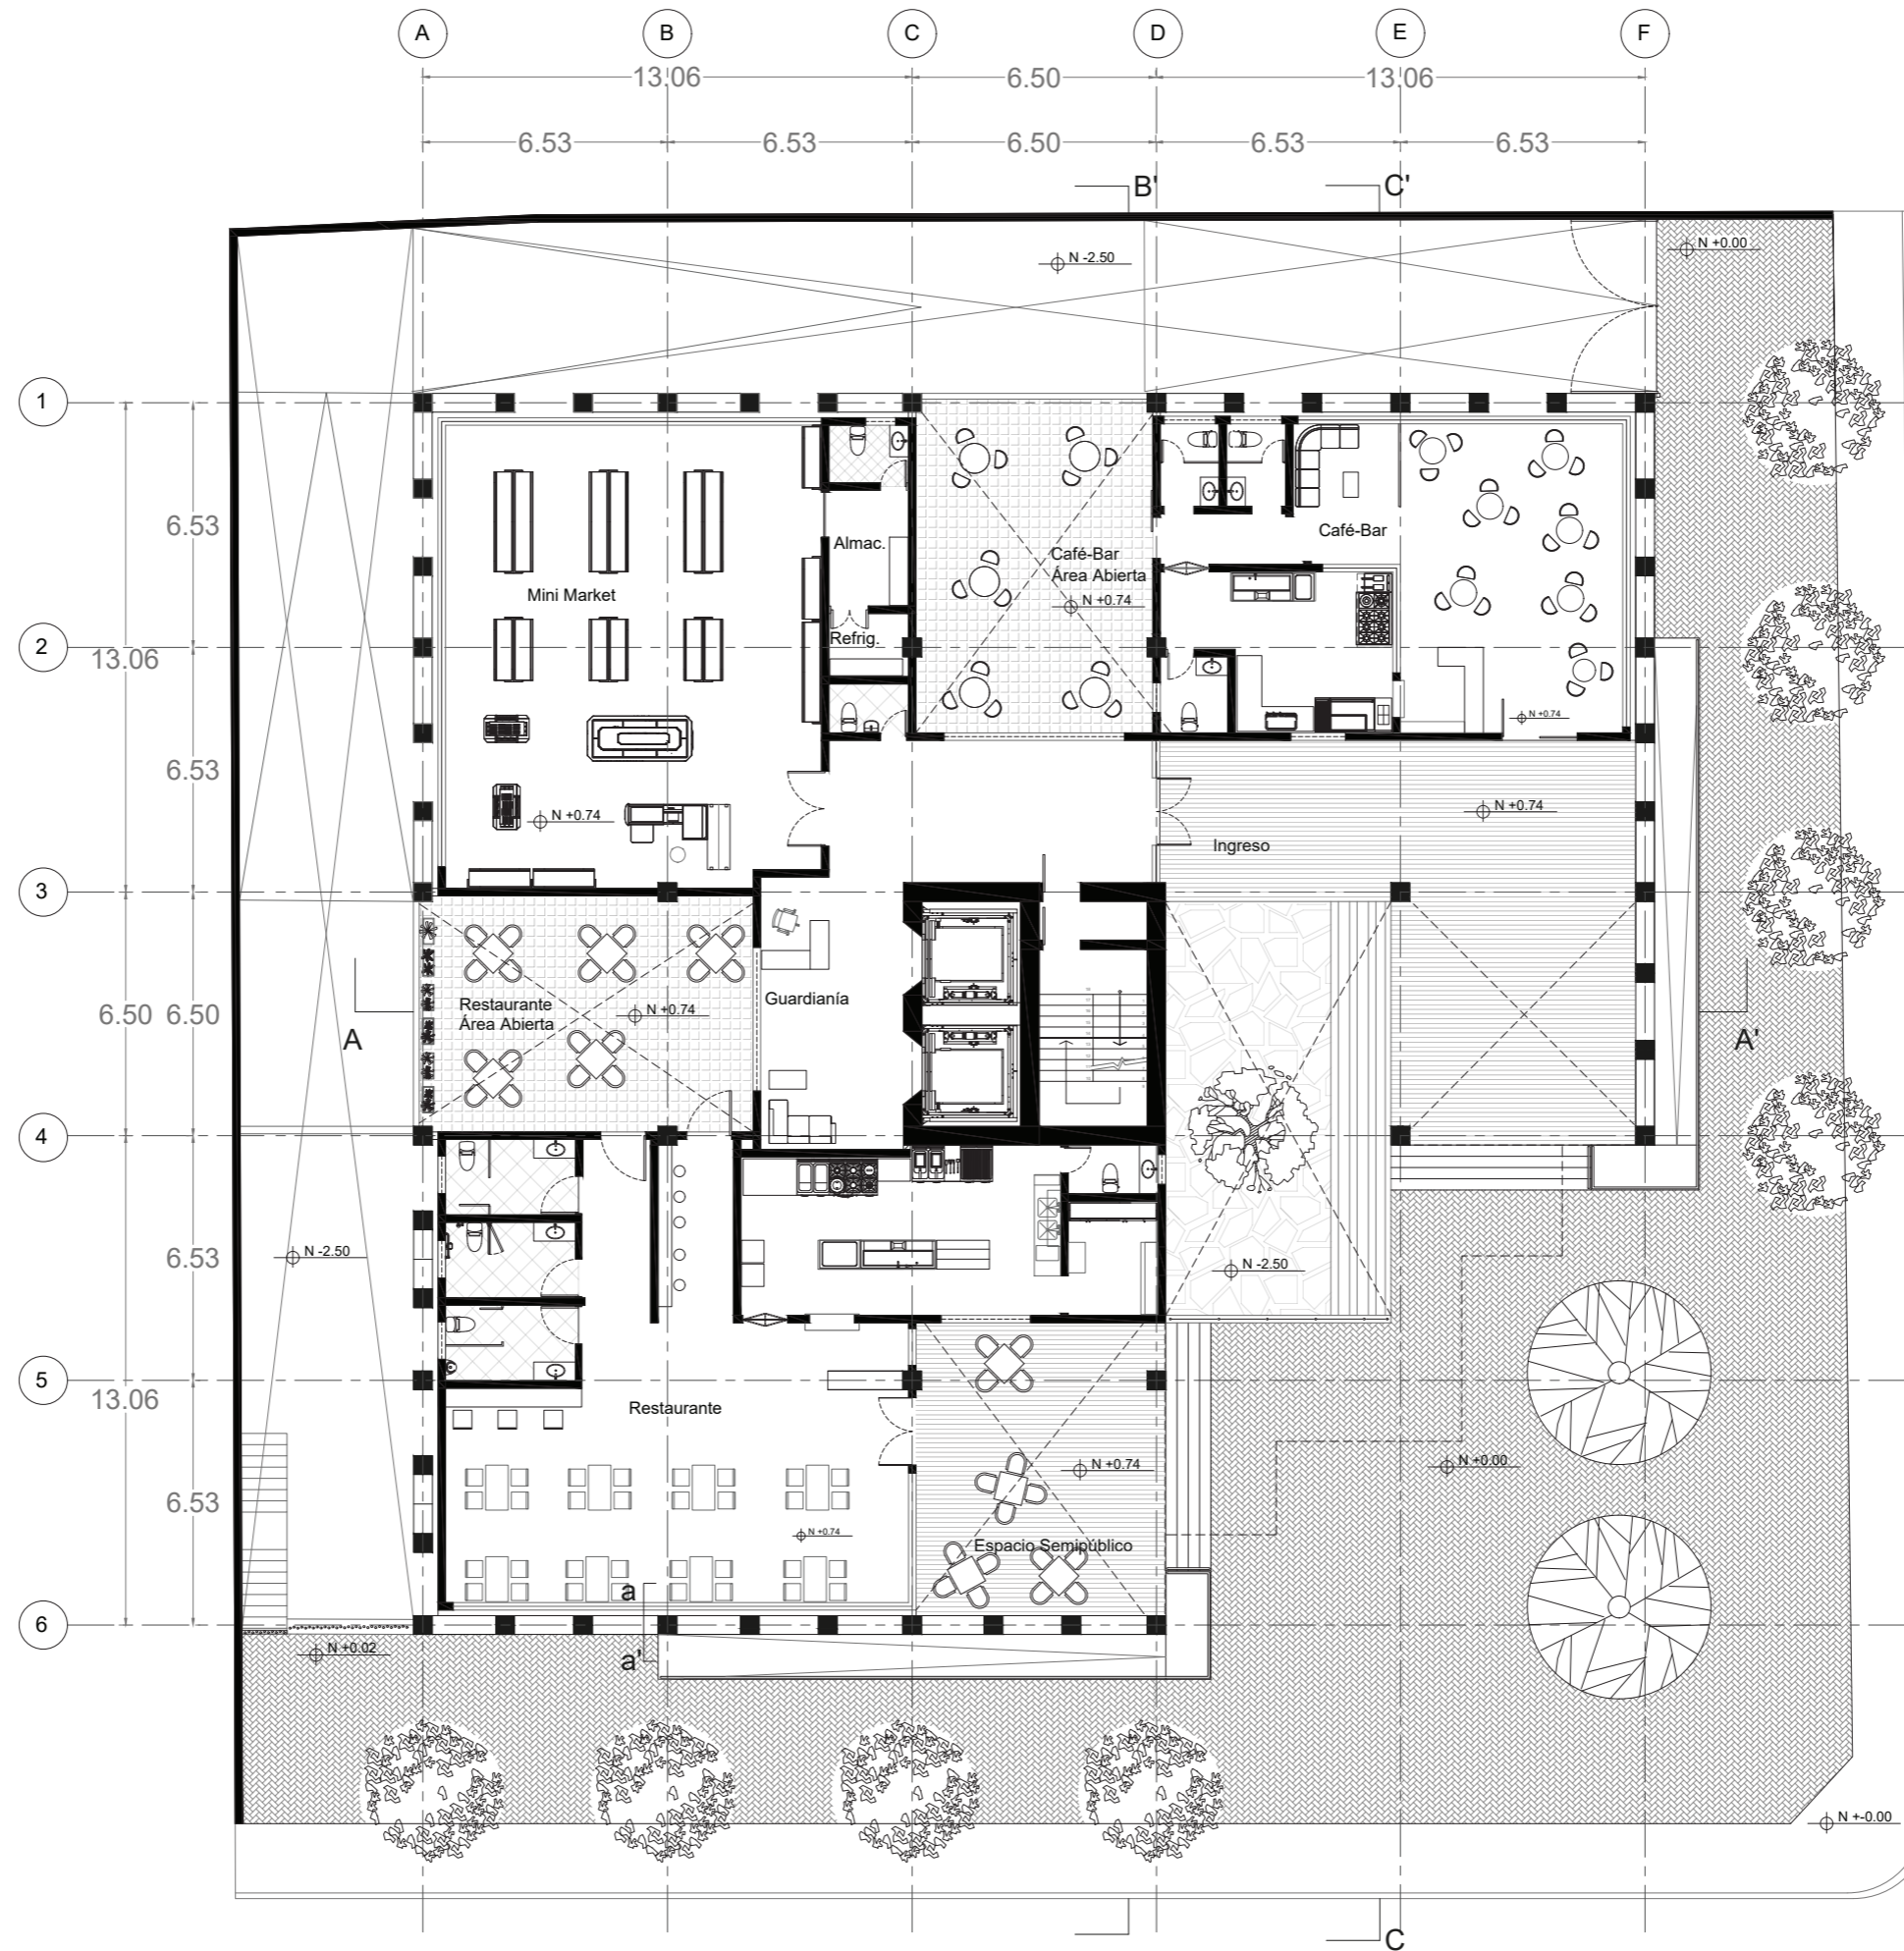 A B C D E F
13.06 6.50 13.06
6.53 6.53 6.50 6.53 6.53
B' C'
N +0.00
N -2.50
1
6.53
Almac.
Café-Bar
Café-Bar
Área Abierta
Mini Market
N +0.74
Refrig.
2
13.06
N +0.74
6.53
N +0.74
N +0.74
Ingreso
3
Guardianía
Restaurante
Área Abierta
N +0.74
6.50 6.50
A A'
4
6.53
N -2.50
N -2.50
5
13.06
Restaurante
N +0.74
N +0.00
6.53
N +0.74
Espacio Semipúblico
a
6
N +0.02
a'
N +-0.00
C